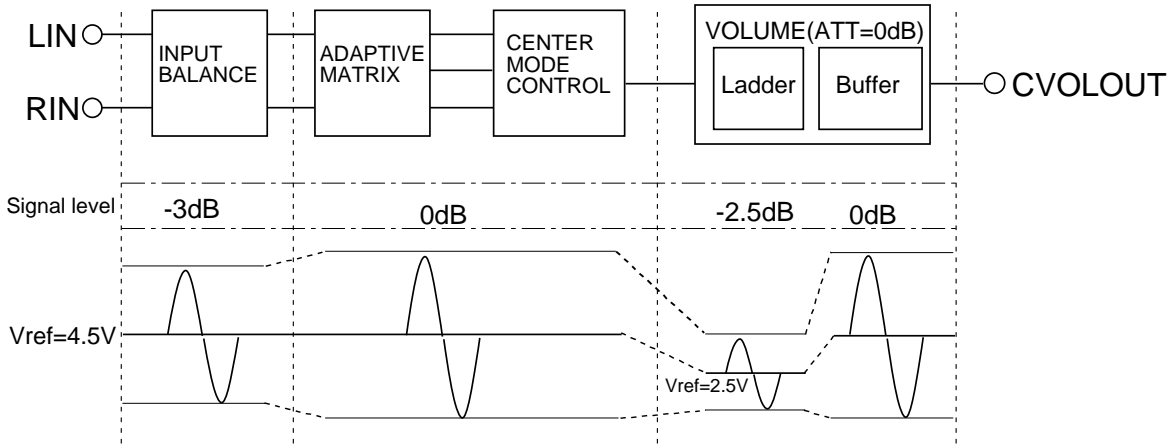 LIN
RIN
INPUT
BALANCE
ADAPTIVE
MATRIX
CENTER
MODE
CONTROL
VOLUME(ATT=0dB)
Ladder
Buffer
CVOLOUT
Signal level
-3dB
0dB
-2.5dB
0dB
Vref=4.5V
Vref=2.5V